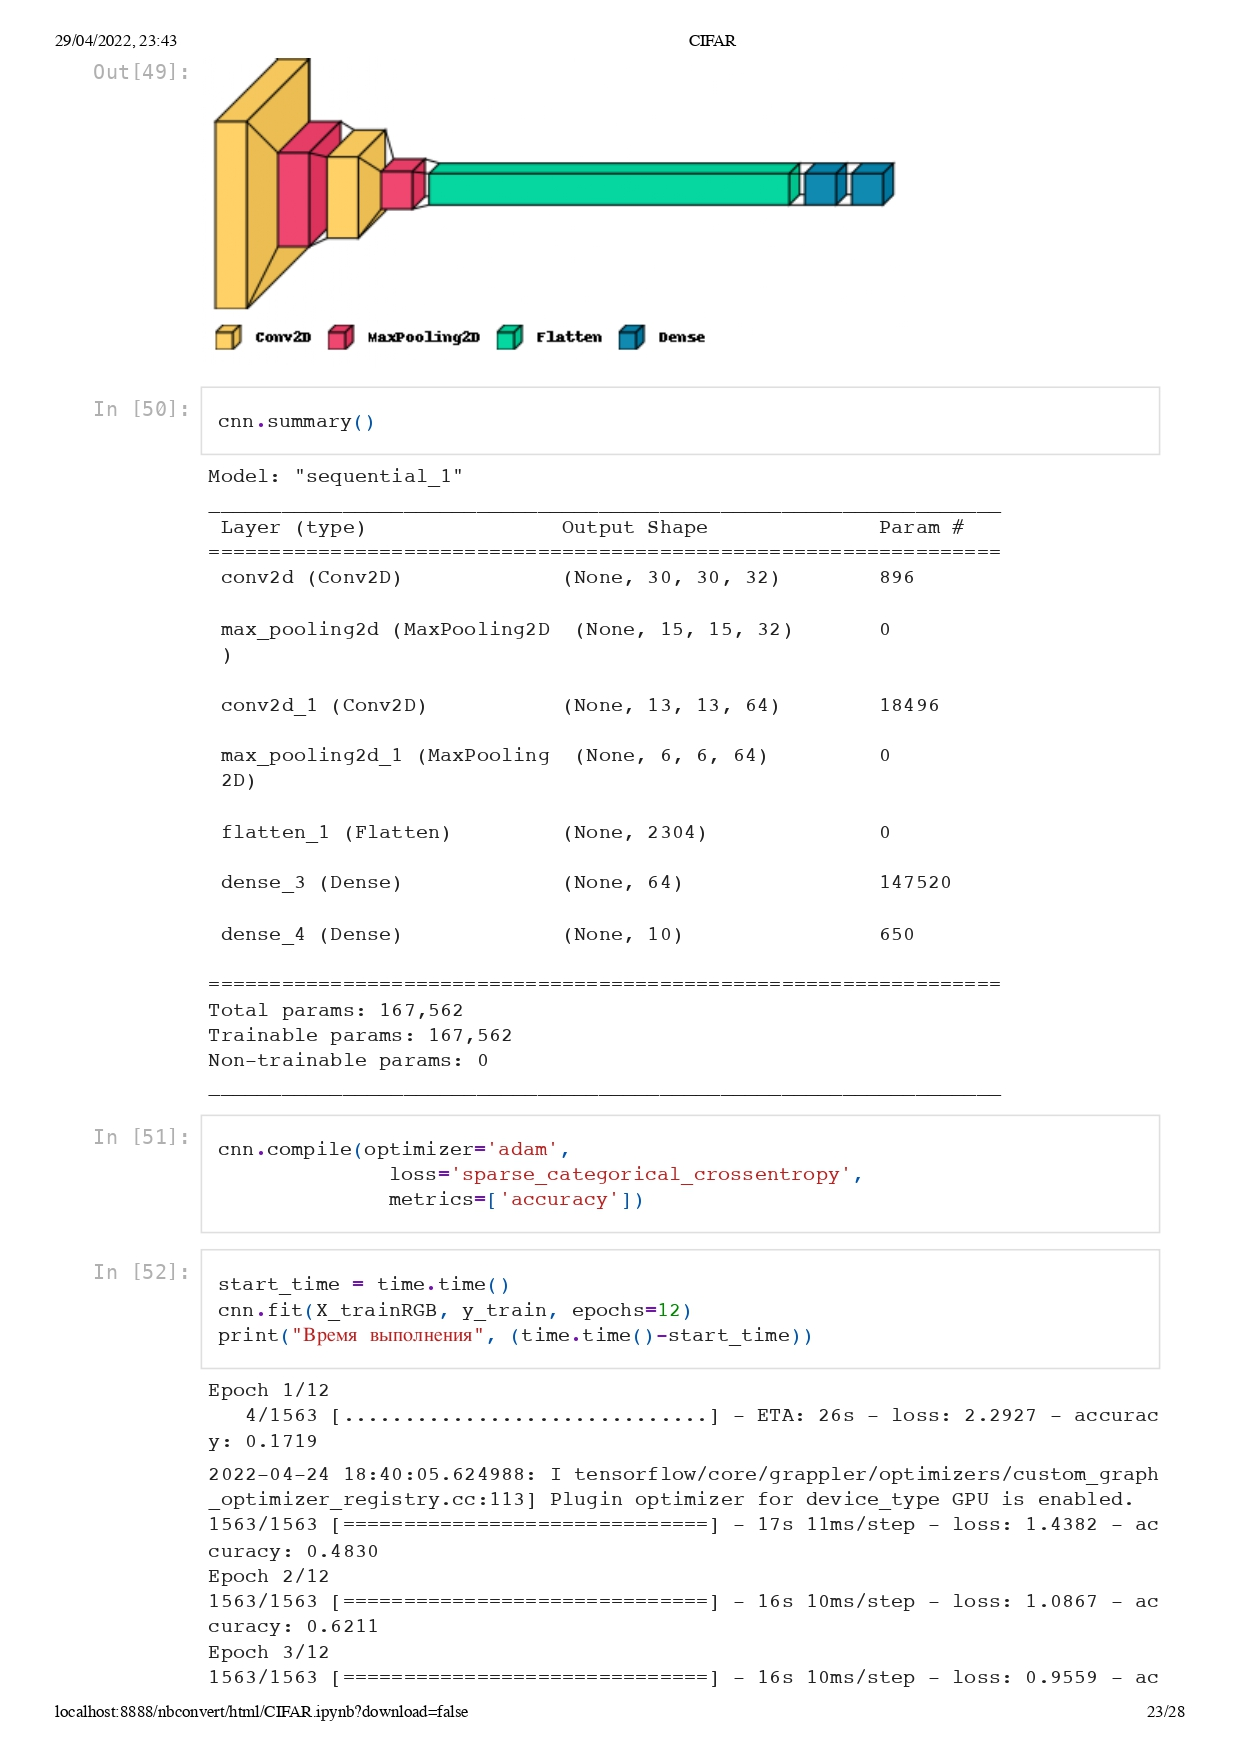 29/04/2022, 23:43 CIFAR
Out[49]:
Conv2D MaxPooling2D Flatten Dense
In [50]:
cnn.summary()
Model: "sequential_1"
_________________________________________________________________
Layer (type) Output Shape Param #
=================================================================
conv2d (Conv2D) (None, 30, 30, 32) 896
max_pooling2d (MaxPooling2D (None, 15, 15, 32) 0
)
conv2d_1 (Conv2D) (None, 13, 13, 64) 18496
max_pooling2d_1 (MaxPooling (None, 6, 6, 64) 0
2D)
flatten_1 (Flatten) (None, 2304) 0
dense_3 (Dense) (None, 64) 147520
dense_4 (Dense) (None, 10) 650
=================================================================
Total params: 167,562
Trainable params: 167,562
Non-trainable params: 0
_________________________________________________________________
In [51]:
cnn.compile(optimizer='adam',
loss='sparse_categorical_crossentropy',
metrics=['accuracy'])
In [52]:
start_time = time.time()
cnn.fit(X_trainRGB, y_train, epochs=12)
print("Время выполнения", (time.time()-start_time))
Epoch 1/12
4/1563 [..............................] - ETA: 26s - loss: 2.2927 - accurac
y: 0.1719
2022-04-24 18:40:05.624988: I tensorflow/core/grappler/optimizers/custom_graph
_optimizer_registry.cc:113] Plugin optimizer for device_type GPU is enabled.
1563/1563 [==============================] - 17s 11ms/step - loss: 1.4382 - ac
curacy: 0.4830
Epoch 2/12
1563/1563 [==============================] - 16s 10ms/step - loss: 1.0867 - ac
curacy: 0.6211
Epoch 3/12
1563/1563 [==============================] - 16s 10ms/step - loss: 0.9559 - ac
localhost:8888/nbconvert/html/CIFAR.ipynb?download=false 23/28